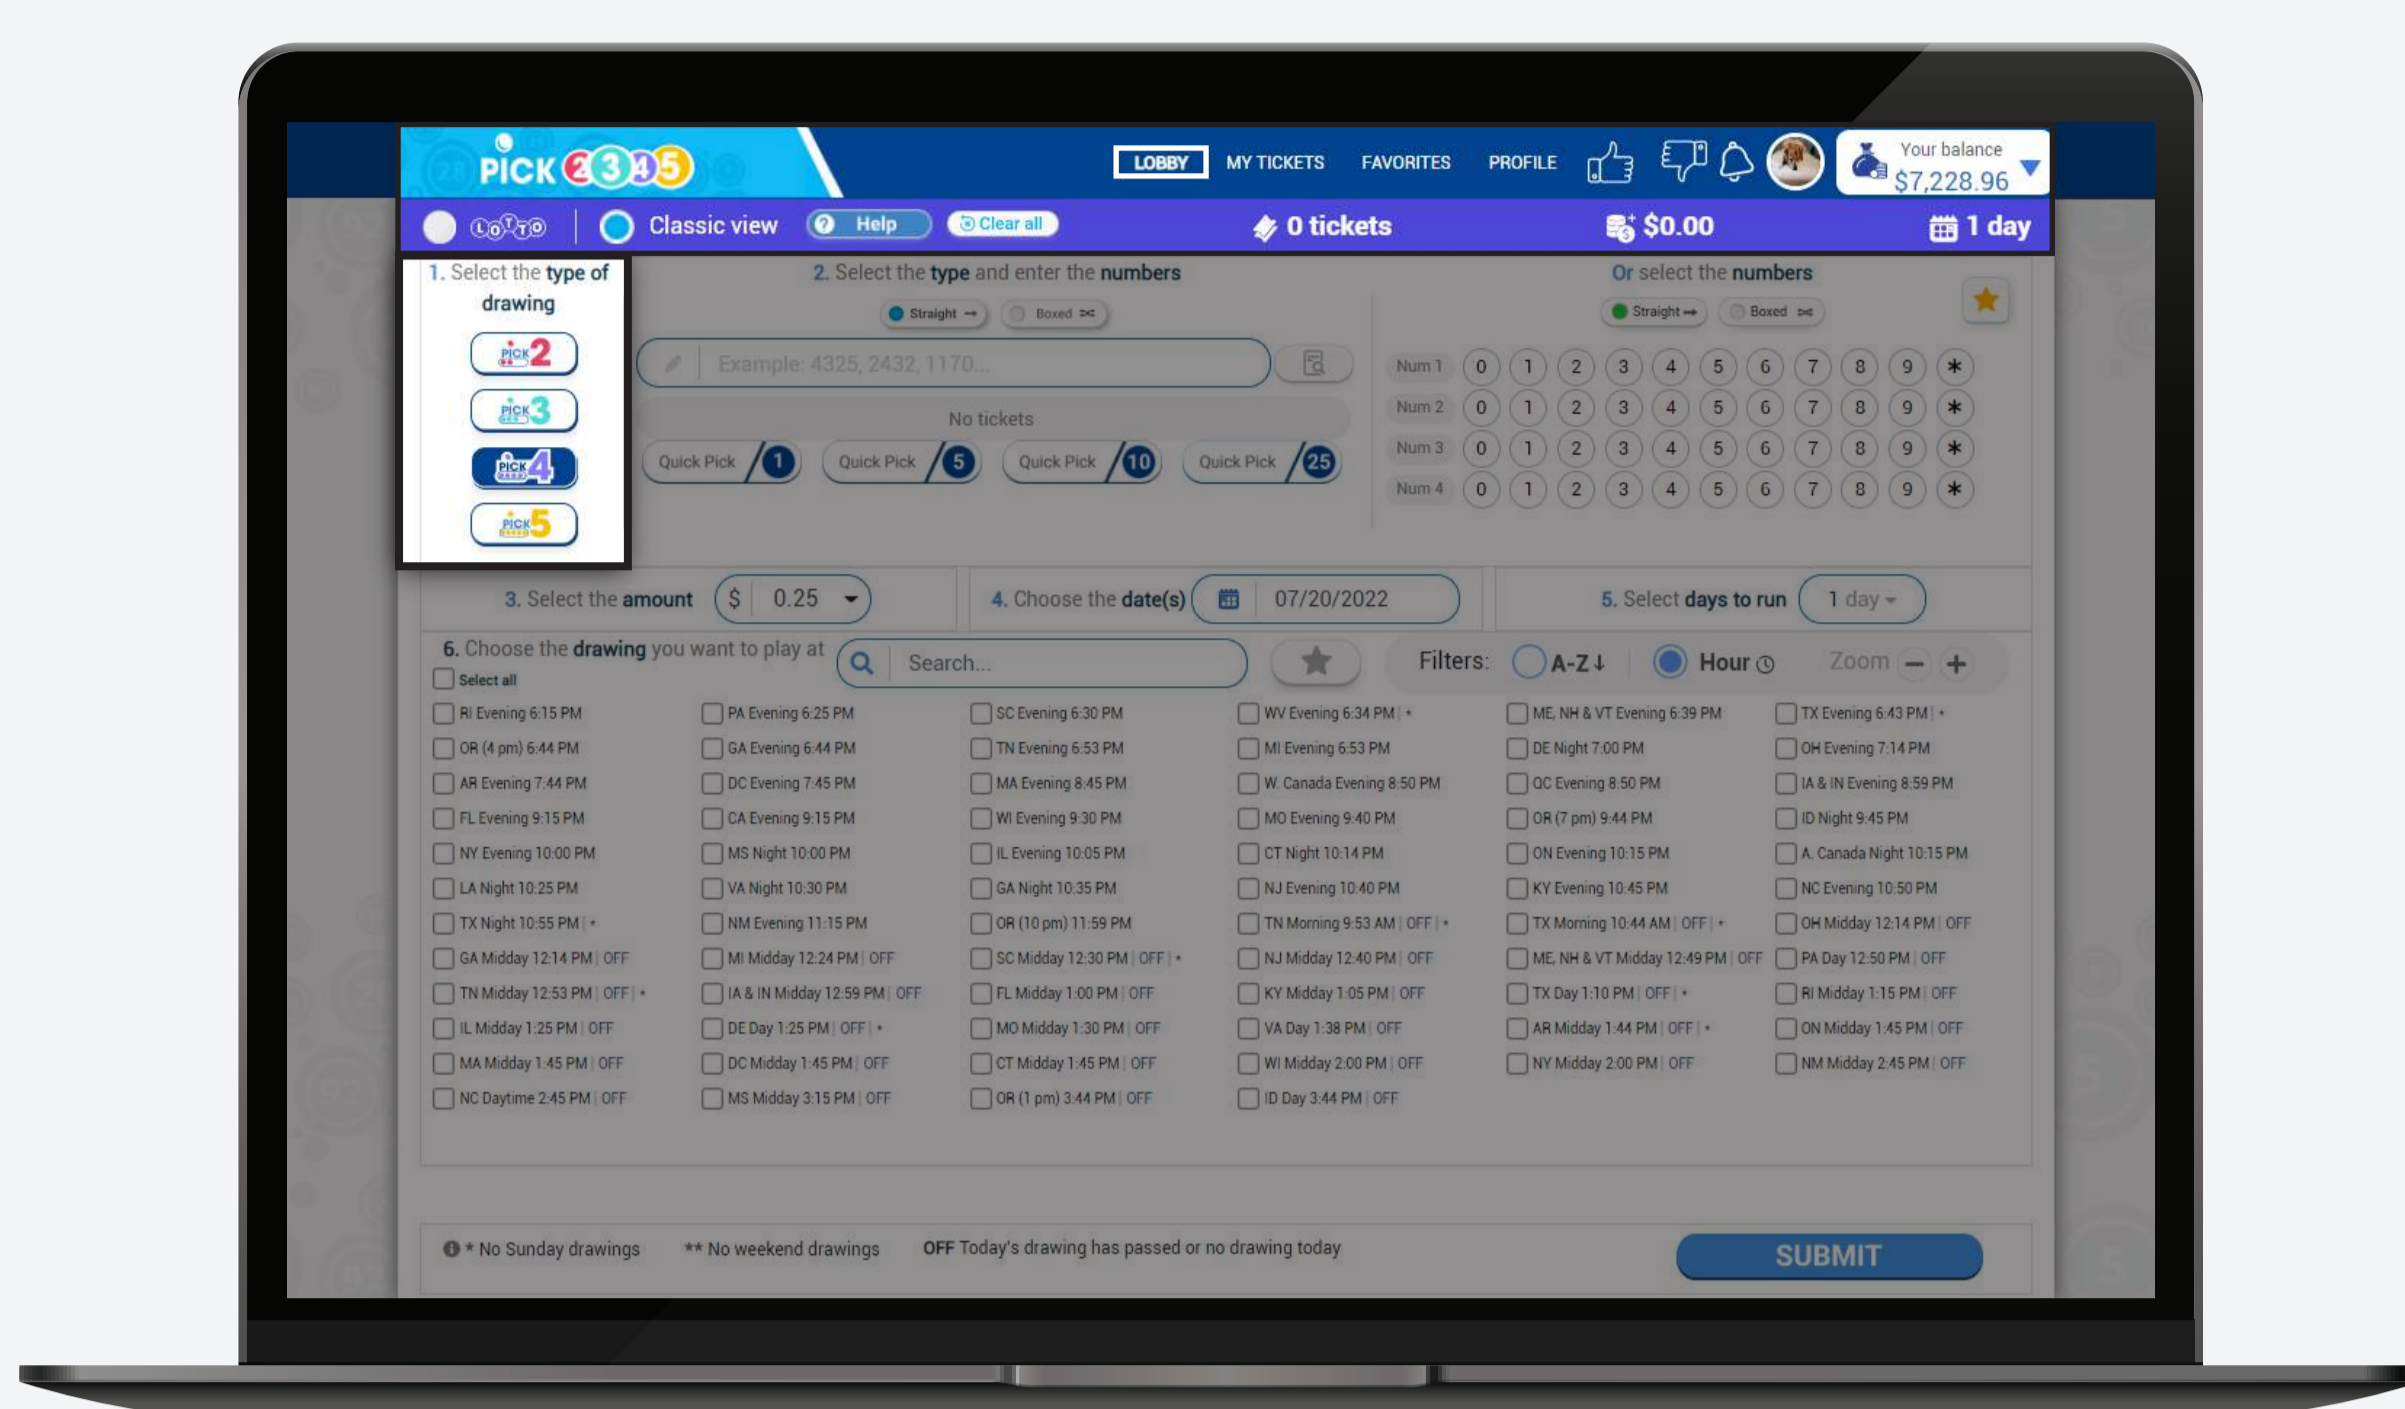 PICK 2345
LOBBY
MY TICKETS
FAVORITES
PROFILE
Your balance
$7,228.96
LOTTO
Classic view
? Help
Clear all
0 tickets
$0.00
1 day
1. Select the type of
drawing
PICK 2
PICK 3
PICK 4
PICK 5
2. Select the type and enter the numbers
Straight
Boxed
Example: 4325, 2432, 1170...
No tickets
Quick Pick 1
Quick Pick 5
Quick Pick 10
Quick Pick 25
Or select the numbers
Straight
Boxed
Num 1 0 1 2 3 4 5 6 7 8 9 *
Num 2 0 1 2 3 4 5 6 7 8 9 *
Num 3 0 1 2 3 4 5 6 7 8 9 *
Num 4 0 1 2 3 4 5 6 7 8 9 *
3. Select the amount $ 0.25
4. Choose the date(s) 07/20/2022
5. Select days to run 1 day
6. Choose the drawing you want to play at
Search...
Filters: A-Z Hour
Zoom - +
Select all
RI Evening 6:15 PM
PA Evening 6:25 PM
SC Evening 6:30 PM
WV Evening 6:34 PM | *
ME, NH & VT Evening 6:39 PM
TX Evening 6:43 PM | *
OR (4 pm) 6:44 PM
GA Evening 6:44 PM
TN Evening 6:53 PM
MI Evening 6:53 PM
DE Night 7:00 PM
OH Evening 7:14 PM
AR Evening 7:44 PM
DC Evening 7:45 PM
MA Evening 8:45 PM
W. Canada Evening 8:50 PM
QC Evening 8:50 PM
IA & IN Evening 8:59 PM
FL Evening 9:15 PM
CA Evening 9:15 PM
WI Evening 9:30 PM
MO Evening 9:40 PM
OR (7 pm) 9:44 PM
ID Night 9:45 PM
NY Evening 10:00 PM
MS Night 10:00 PM
IL Evening 10:05 PM
CT Night 10:14 PM
ON Evening 10:15 PM
A. Canada Night 10:15 PM
LA Night 10:25 PM
VA Night 10:30 PM
GA Night 10:35 PM
NJ Evening 10:40 PM
KY Evening 10:45 PM
NC Evening 10:50 PM
TX Night 10:55 PM | *
NM Evening 11:15 PM
OR (10 pm) 11:59 PM
TN Morning 9:53 AM | OFF | *
TX Morning 10:44 AM | OFF | *
OH Midday 12:14 PM | OFF
GA Midday 12:14 PM | OFF
MI Midday 12:24 PM | OFF
SC Midday 12:30 PM | OFF | *
NJ Midday 12:40 PM | OFF
ME, NH & VT Midday 12:49 PM | OFF
PA Day 12:50 PM | OFF
TN Midday 12:53 PM | OFF | *
IA & IN Midday 12:59 PM | OFF
FL Midday 1:00 PM | OFF
KY Midday 1:05 PM | OFF
TX Day 1:10 PM | OFF | *
RI Midday 1:15 PM | OFF
IL Midday 1:25 PM | OFF
DE Day 1:25 PM | OFF | *
MO Midday 1:30 PM | OFF
VA Day 1:38 PM | OFF
AR Midday 1:44 PM | OFF | *
ON Midday 1:45 PM | OFF
MA Midday 1:45 PM | OFF
DC Midday 1:45 PM | OFF
CT Midday 1:45 PM | OFF
WI Midday 2:00 PM | OFF
NY Midday 2:00 PM | OFF
NM Midday 2:45 PM | OFF
NC Daytime 2:45 PM | OFF
MS Midday 3:15 PM | OFF
OR (1 pm) 3:44 PM | OFF
ID Day 3:44 PM | OFF
* No Sunday drawings
** No weekend drawings
OFF Today's drawing has passed or no drawing today
SUBMIT